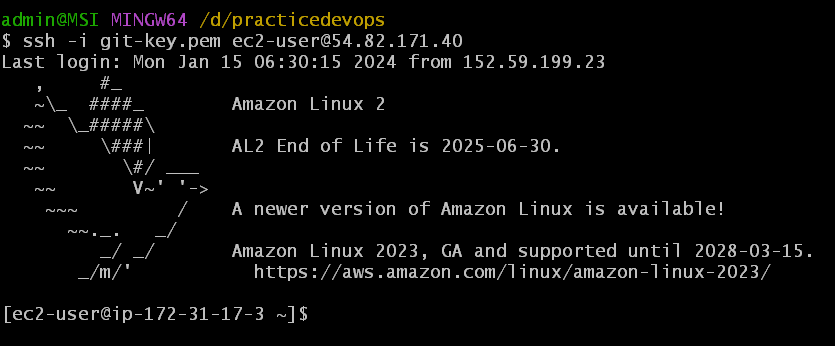 admin@MSI MINGW64 /d/practicedevops
$ ssh -i git-key.pem ec2-user@54.82.171.40
Last login: Mon Jan 15 06:30:15 2024 from 152.59.199.23
   ,     #_
   ~\_  ####_        Amazon Linux 2
  ~~  \_#####\
  ~~     \###|       AL2 End of Life is 2025-06-30.
  ~~       \#/ ___
   ~~       V~' '->
    ~~~         /    A newer version of Amazon Linux is available!
      ~~._.   _/
         _/ _/       Amazon Linux 2023, GA and supported until 2028-03-15.
       _/m/'           https://aws.amazon.com/linux/amazon-linux-2023/
[ec2-user@ip-172-31-17-3 ~]$